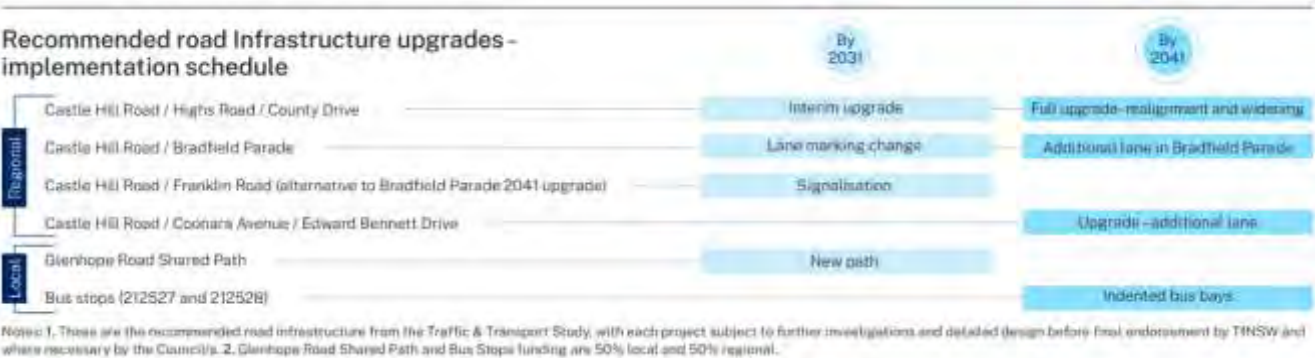 Recommended road Infrastructure upgrades -
implementation schedule
By
2031
By
2041
Regional
Castle Hill Road / Highs Road / County Drive
Interim upgrade
Full upgrade-realignment and widening
Castle Hill Road / Bradfield Parade
Lane marking change
Additional lane in Bradfield Parade
Castle Hill Road / Franklin Road (alternative to Bradfield Parade 2041 upgrade)
Signalisation
Castle Hill Road / Coonara Avenue / Edward Bennett Drive
Upgrade - additional lane
Local
Glenhope Road Shared Path
New path
Bus stops (212527 and 212528)
Indented bus bays
Notes: 1. These are the recommended road infrastructure from the Traffic & Transport Study, with each project subject to further investigations and detailed design before final endorsement by TfNSW and
where necessary by the Council/s. 2. Glenhope Road Shared Path and Bus Stops funding are 50% local and 50% regional.